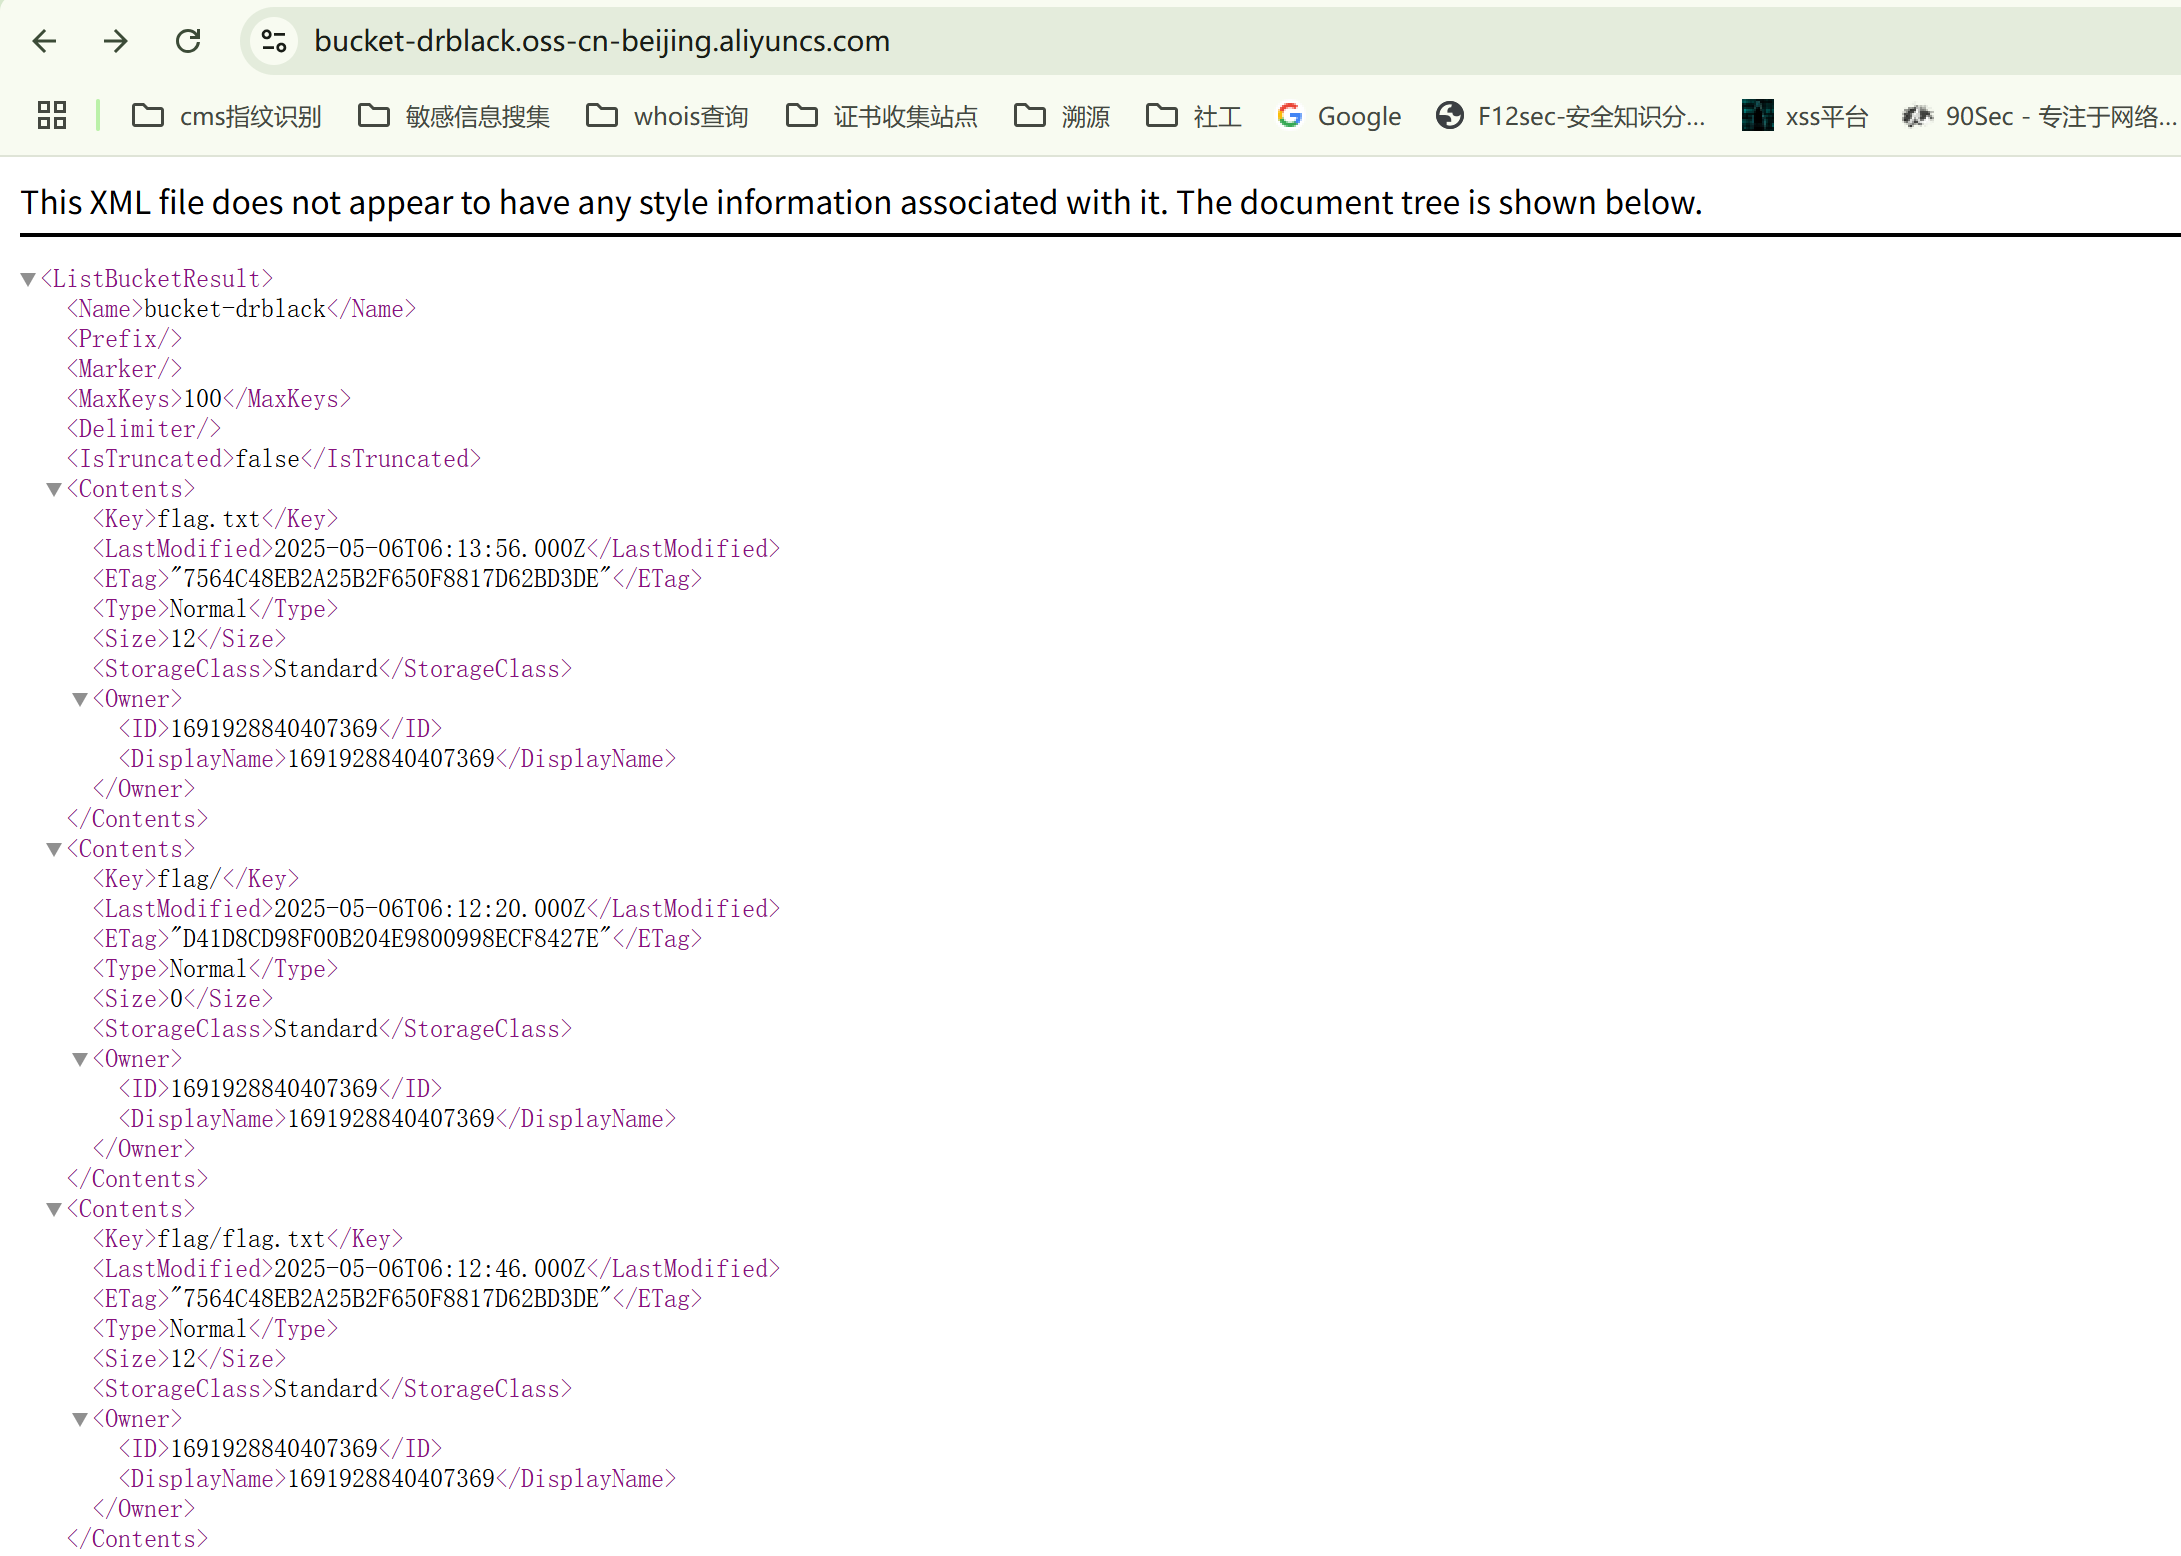 bucket-drblack.oss-cn-beijing.aliyuncs.com
cms指纹识别 敏感信息搜集 whois查询 证书收集站点 溯源 社工 Google F12sec-安全知识分... xss平台 90Sec - 专注于网络...
This XML file does not appear to have any style information associated with it. The document tree is shown below.
<ListBucketResult>
<Name>bucket-drblack</Name>
<Prefix/>
<Marker/>
<MaxKeys>100</MaxKeys>
<Delimiter/>
<IsTruncated>false</IsTruncated>
<Contents>
<Key>flag.txt</Key>
<LastModified>2025-05-06T06:13:56.000Z</LastModified>
<ETag>"7564C48EB2A25B2F650F8817D62BD3DE"</ETag>
<Type>Normal</Type>
<Size>12</Size>
<StorageClass>Standard</StorageClass>
<Owner>
<ID>1691928840407369</ID>
<DisplayName>1691928840407369</DisplayName>
</Owner>
</Contents>
<Contents>
<Key>flag/</Key>
<LastModified>2025-05-06T06:12:20.000Z</LastModified>
<ETag>"D41D8CD98F00B204E9800998ECF8427E"</ETag>
<Type>Normal</Type>
<Size>0</Size>
<StorageClass>Standard</StorageClass>
<Owner>
<ID>1691928840407369</ID>
<DisplayName>1691928840407369</DisplayName>
</Owner>
</Contents>
<Contents>
<Key>flag/flag.txt</Key>
<LastModified>2025-05-06T06:12:46.000Z</LastModified>
<ETag>"7564C48EB2A25B2F650F8817D62BD3DE"</ETag>
<Type>Normal</Type>
<Size>12</Size>
<StorageClass>Standard</StorageClass>
<Owner>
<ID>1691928840407369</ID>
<DisplayName>1691928840407369</DisplayName>
</Owner>
</Contents>